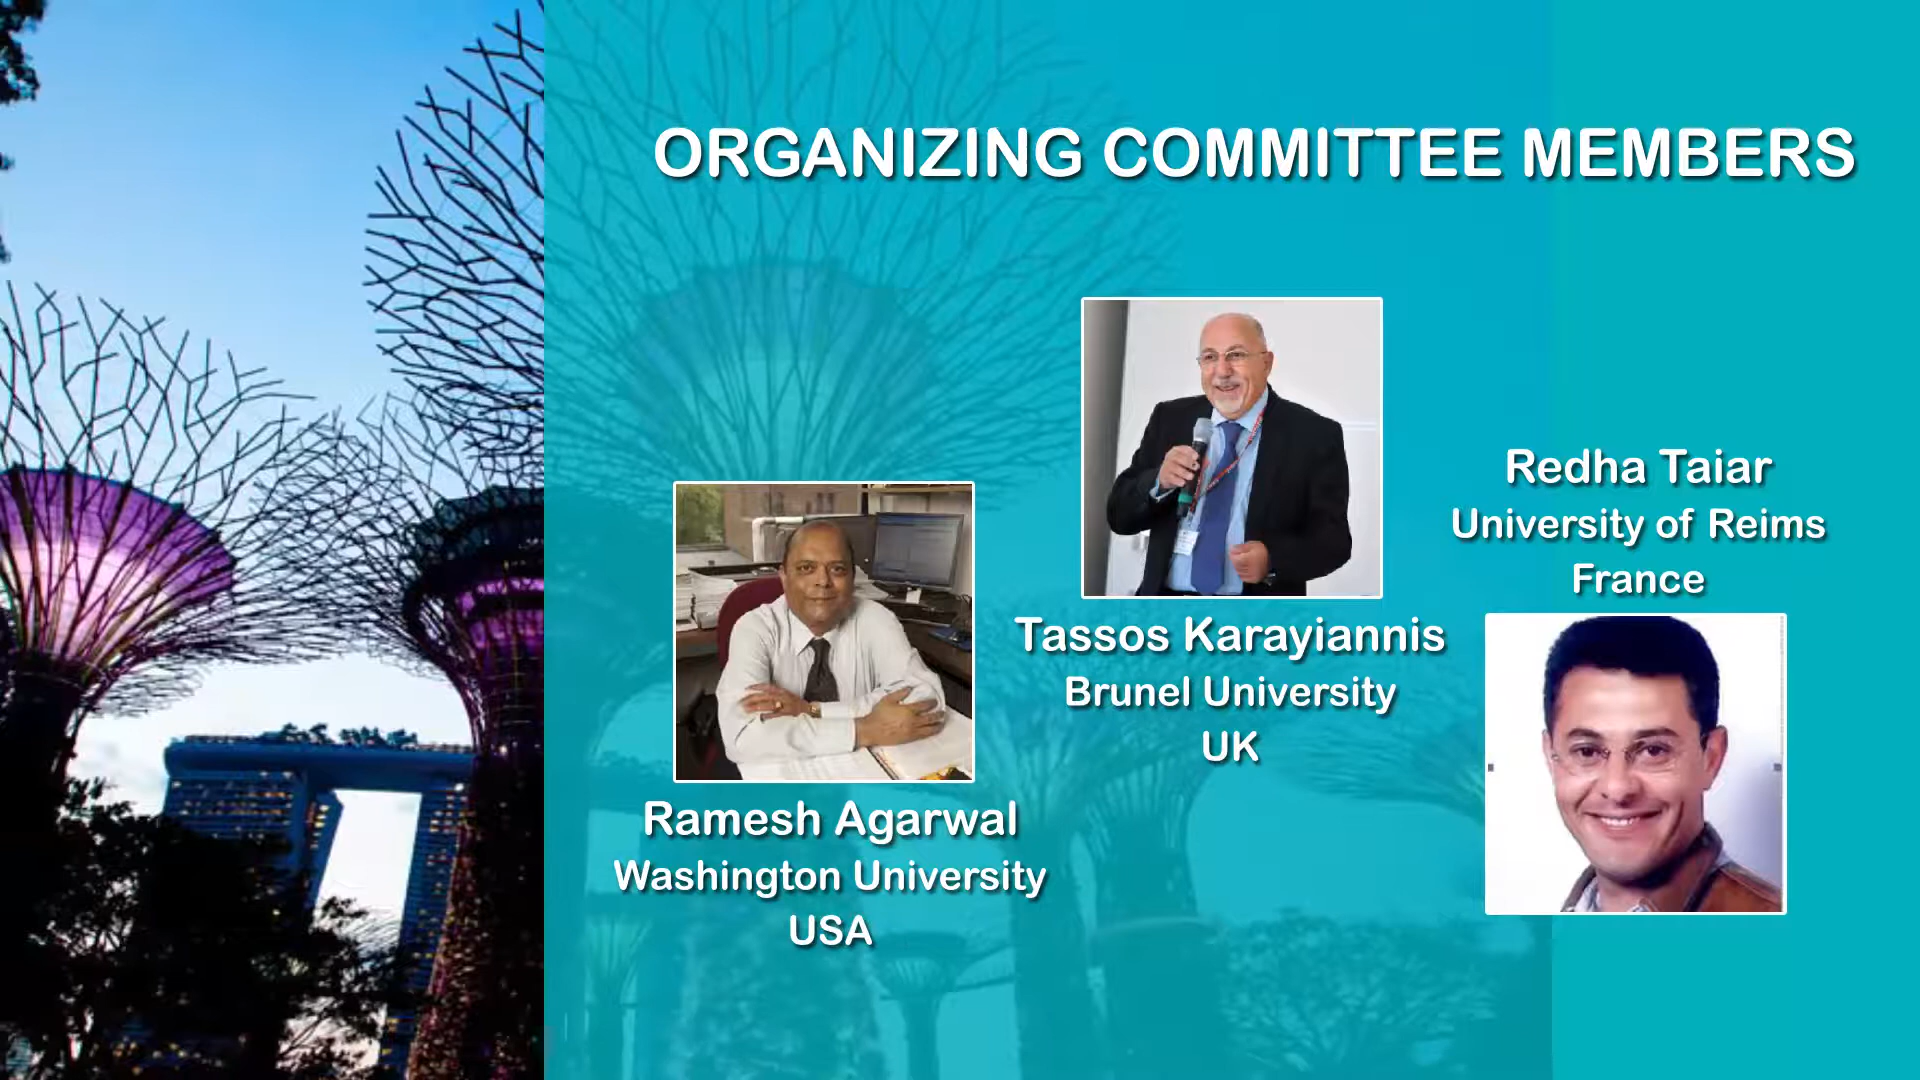 ORGANIZING COMMITTEE MEMBERS
Ramesh Agarwal
Washington University
USA
Tassos Karayiannis
Brunel University
UK
Redha Taiar
University of Reims
France